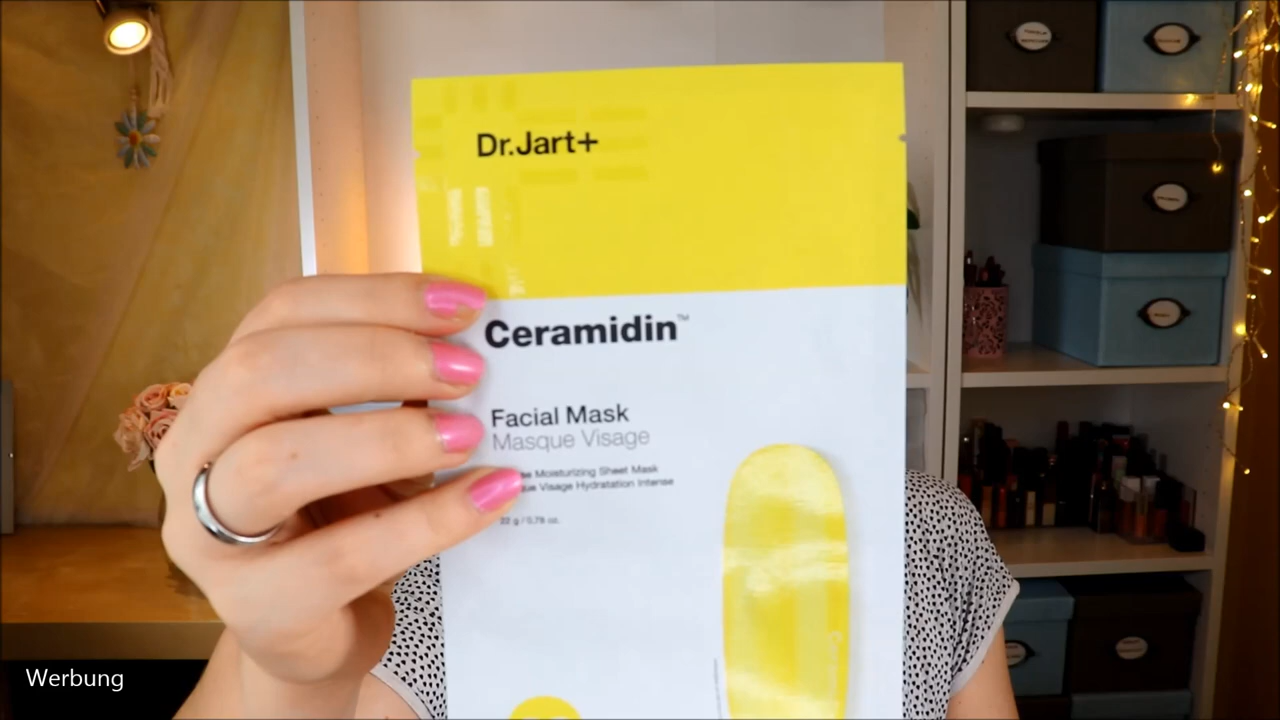 Dr.Jart+
Ceramidin™
Facial Mask
Masque Visage
Moisturizing Sheet Mask
Visage Hydratation Intense
22 g / 0.78 oz.
Werbung